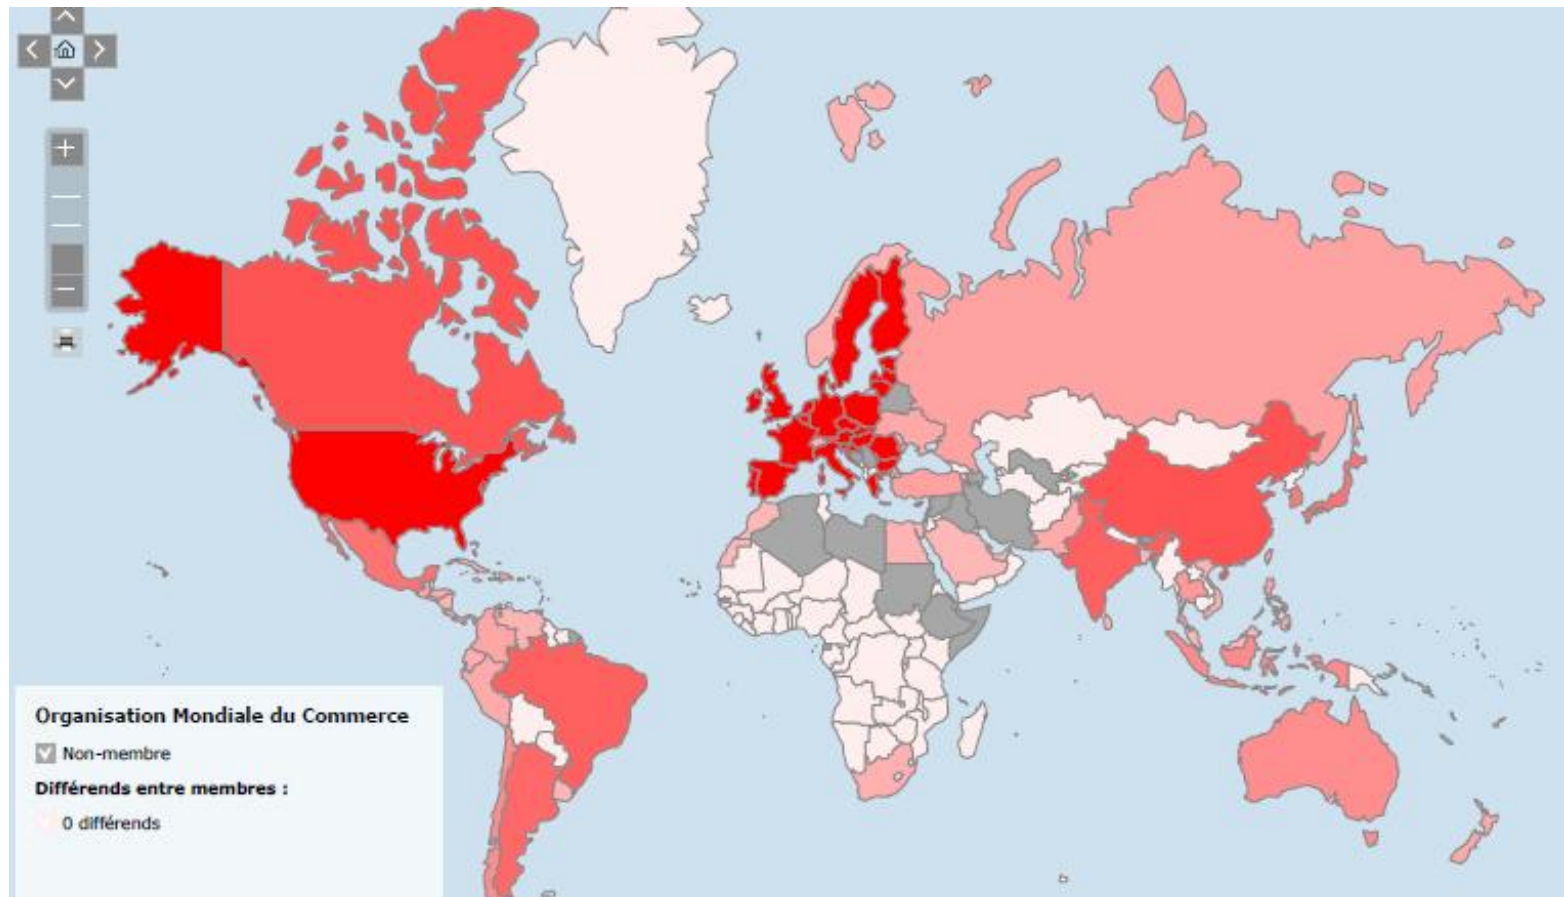 Organisation Mondiale du Commerce
Non-membre
Différends entre membres :
0 différends